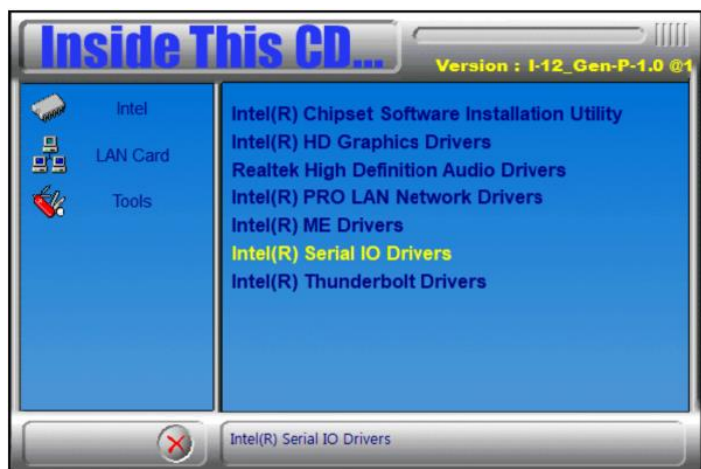 Inside This CD...
Version : I-12_Gen-P-1.0 @1
Intel
LAN Card
Tools
Intel(R) Chipset Software Installation Utility
Intel(R) HD Graphics Drivers
Realtek High Definition Audio Drivers
Intel(R) PRO LAN Network Drivers
Intel(R) ME Drivers
Intel(R) Serial IO Drivers
Intel(R) Thunderbolt Drivers
Intel(R) Serial IO Drivers